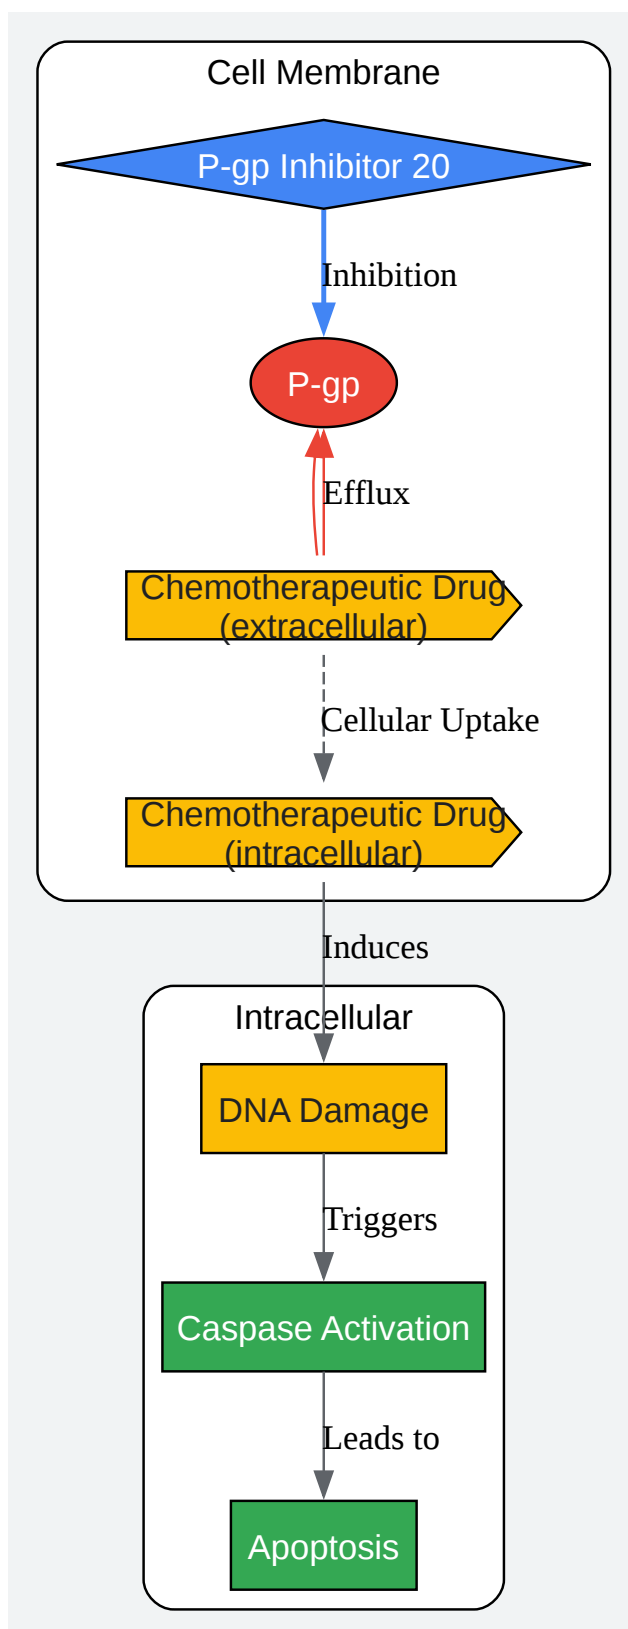 Cell Membrane
P-gp Inhibitor 20
Inhibition
P-gp
Efflux
Chemotherapeutic Drug
(extracellular)
Cellular Uptake
Chemotherapeutic Drug
(intracellular)
Induces
Intracellular
DNA Damage
Triggers
Caspase Activation
Leads to
Apoptosis